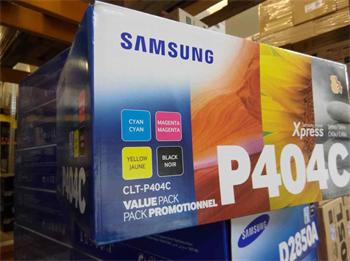 SAMSUNG
CYAN
CYAN
MAGENTA
MAGENTA
YELLOW
JAUNE
BLACK
NOIR
Xpress
P404C
CLT-P404C
VALUE PACK
PACK PROMOTIONNEL
P404C
SAMSUNG
D2850A